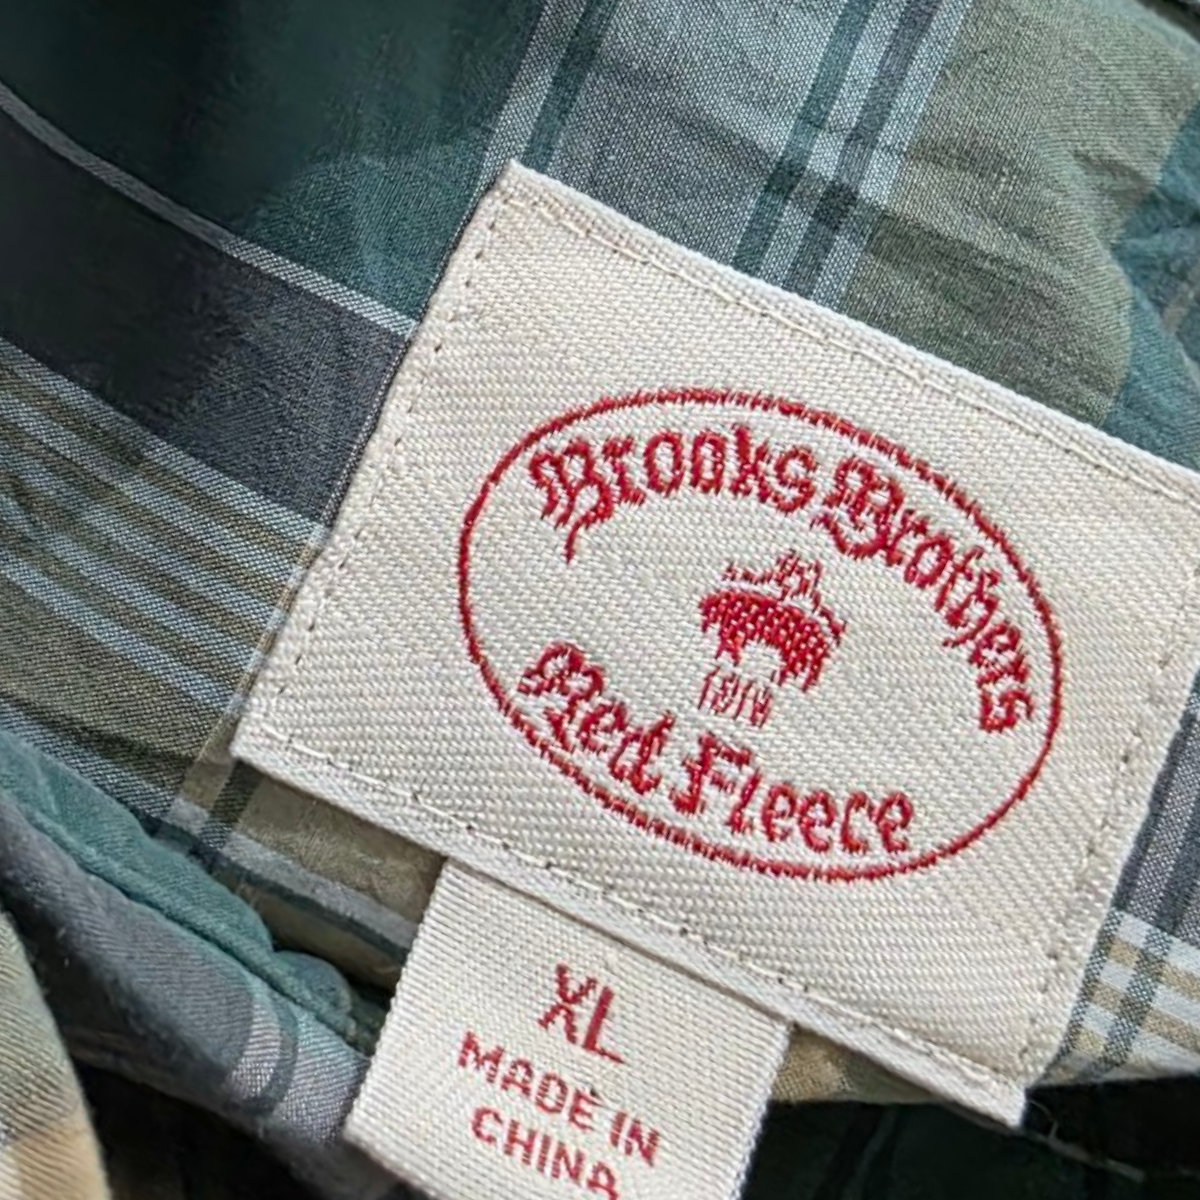 Brooks Brothers
1818
Red Fleece
XL
MADE IN
CHINA